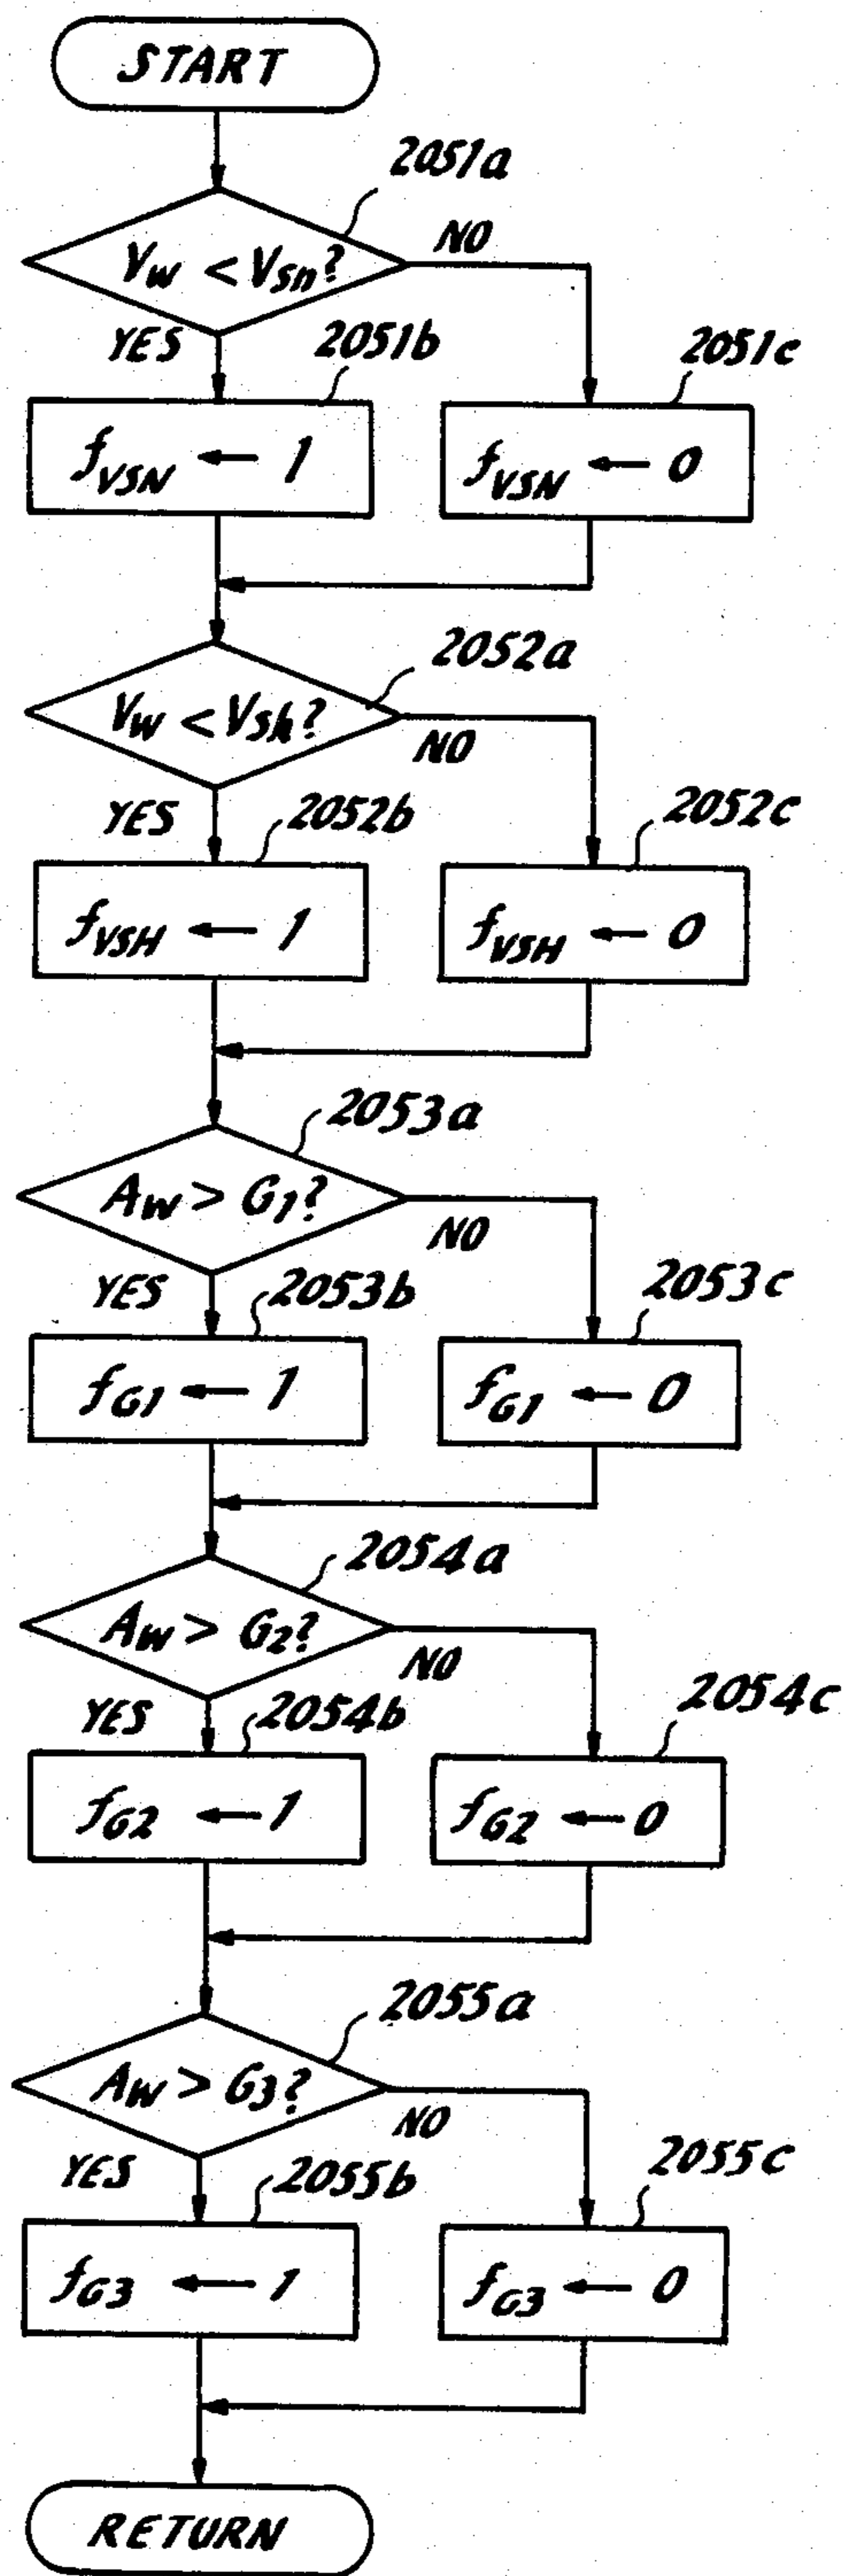 START
2051a
Vw < Vsn?
NO
YES
2051b
2051c
fVSN ← 1
fVSN ← 0
2052a
Vw < Vsh?
NO
YES
2052b
2052c
fVSH ← 1
fVSH ← 0
2053a
Aw > G1?
NO
YES
2053b
2053c
fG1 ← 1
fG1 ← 0
2054a
Aw > G2?
NO
YES
2054b
2054c
fG2 ← 1
fG2 ← 0
2055a
Aw > G3?
NO
YES
2055b
2055c
fG3 ← 1
fG3 ← 0
RETURN